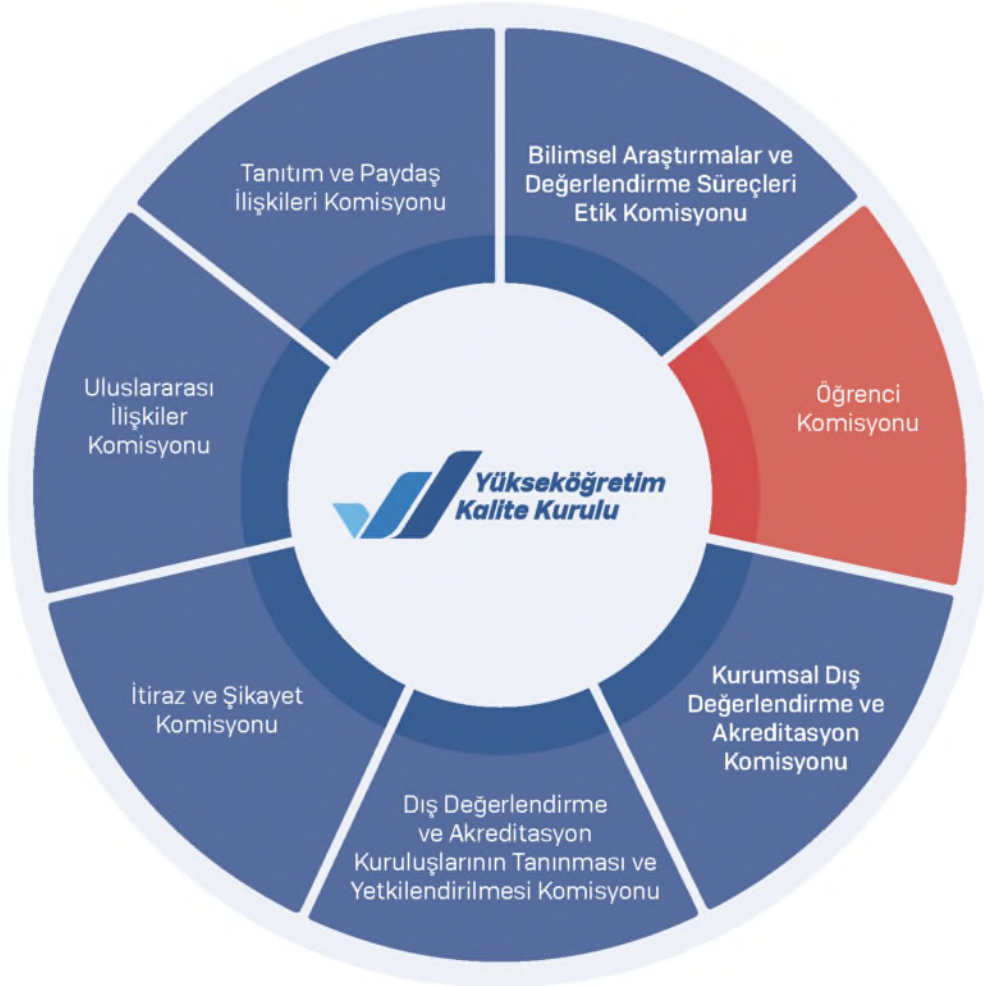 Tanıtım ve Paydaş
İlişkileri Komisyonu
Bilimsel Araştırmalar ve
Değerlendirme Süreçleri
Etik Komisyonu
Öğrenci
Komisyonu
Kurumsal Dış
Değerlendirme ve
Akreditasyon
Komisyonu
Dış Değerlendirme
ve Akreditasyon
Kuruluşlarının Tanınması ve
Yetkilendirilmesi Komisyonu
İtiraz ve Şikayet
Komisyonu
Uluslararası
İlişkiler
Komisyonu
Yükseköğretim
Kalite Kurulu